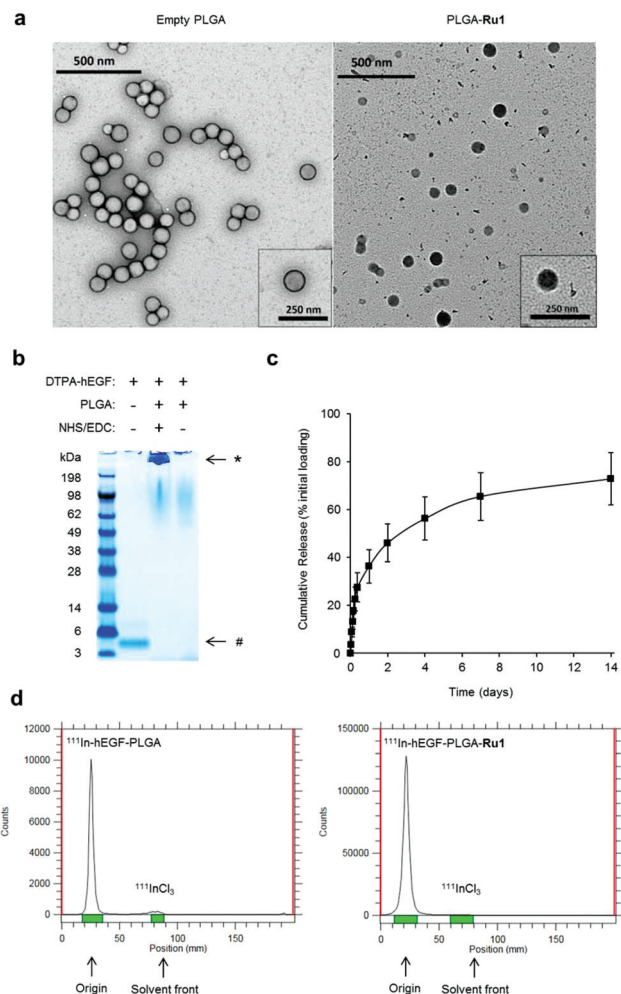 a
Empty PLGA
PLGA-Ru1
500 nm
500 nm
250 nm
250 nm
b
DTPA-hEGF: + + +
PLGA: - + +
NHS/EDC: - + -
kDa
*
198
98
62
49
38
28
14
6
#
3
c
Cumulative Release (% initial loading)
100
80
60
40
20
0
0 2 4 6 8 10 12 14
Time (days)
d
¹¹¹In-hEGF-PLGA
¹¹¹InCl₃
Counts
12000
10000
8000
6000
4000
2000
0
0 50 100 150
Position (mm)
Origin
Solvent front
¹¹¹In-hEGF-PLGA-Ru1
¹¹¹InCl₃
Counts
150000
100000
50000
0
0 50 100 150
Position (mm)
Origin
Solvent front